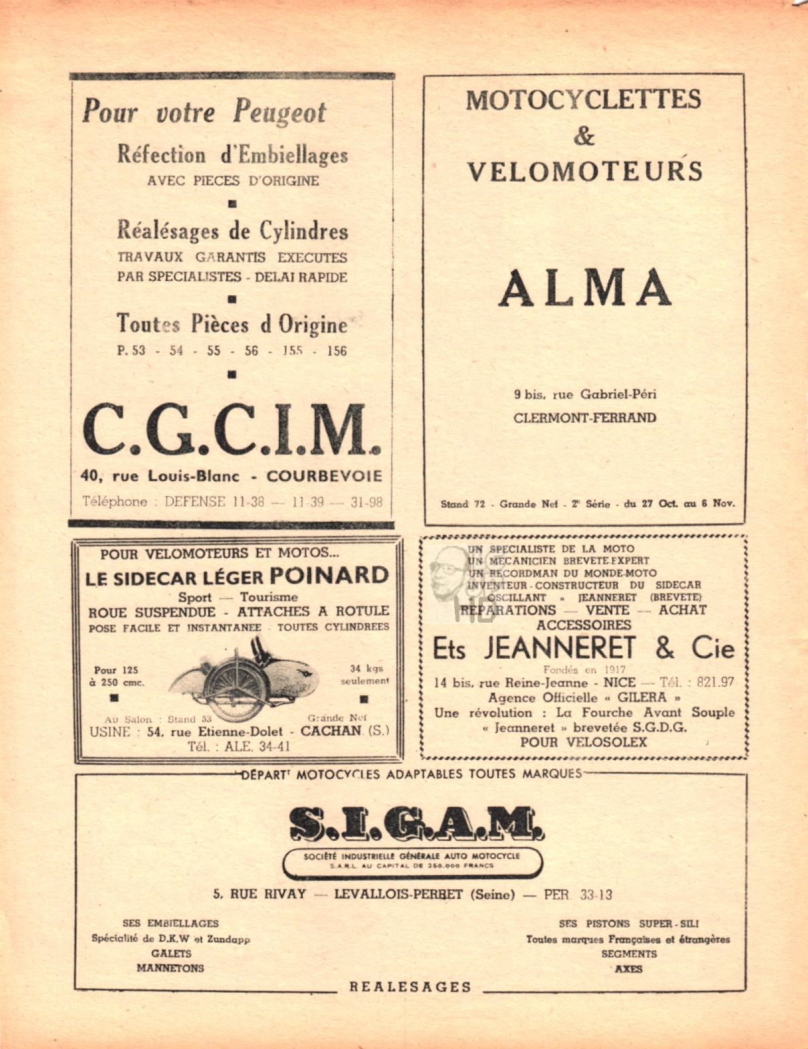 Pour votre Peugeot
Réfection d'Embiellages
AVEC PIECES D'ORIGINE
Réalésages de Cylindres
TRAVAUX GARANTIS EXECUTES
PAR SPECIALISTES - DELAI RAPIDE
Toutes Pièces d Origine
P. 53 - 54 - 55 - 56 - 155 - 156
C.G.C.I.M.
40, rue Louis-Blanc - COURBEVOIE
Téléphone : DEFENSE 11-38 — 11-39 — 31-98
MOTOCYCLETTES
&
VELOMOTEURS
ALMA
9 bis, rue Gabriel-Péri
CLERMONT-FERRAND
Stand 72 - Grande Nef - 2e Série - du 27 Oct. au 6 Nov.
POUR VELOMOTEURS ET MOTOS...
LE SIDECAR LÉGER POINARD
Sport — Tourisme
ROUE SUSPENDUE - ATTACHES A ROTULE
POSE FACILE ET INSTANTANEE - TOUTES CYLINDREES
Pour 125
à 250 cmc.
34 kgs
seulement
Au Salon : Stand 53 Grande Nef
USINE : 54, rue Etienne-Dolet - CACHAN (S.)
Tél. : ALE. 34-41
UN SPECIALISTE DE LA MOTO
UN MECANICIEN BREVETE-EXPERT
UN RECORDMAN DU MONDE-MOTO
INVENTEUR-CONSTRUCTEUR DU SIDECAR
OSCILLANT « JEANNERET (BREVETE)
REPARATIONS — VENTE — ACHAT
ACCESSOIRES
Ets JEANNERET & Cie
Fondés en 1917
14 bis, rue Reine-Jeanne - NICE — Tél. : 821.97
Agence Officielle « GILERA »
Une révolution : La Fourche Avant Souple
« Jeanneret » brevetée S.G.D.G.
POUR VELOSOLEX
"DÉPART" MOTOCYCLES ADAPTABLES TOUTES MARQUES
S.I.G.A.M.
SOCIÉTÉ INDUSTRIELLE GÉNÉRALE AUTO MOTOCYCLE
S.A.R.L. AU CAPITAL DE 250.000 FRANCS
5, RUE RIVAY — LEVALLOIS-PERRET (Seine) — PER 33-13
SES EMBIELLAGES
Spécialité de D.K.W et Zundapp
GALETS
MANNETONS
SES PISTONS SUPER-SILI
Toutes marques Françaises et étrangères
SEGMENTS
AXES
REALESAGES